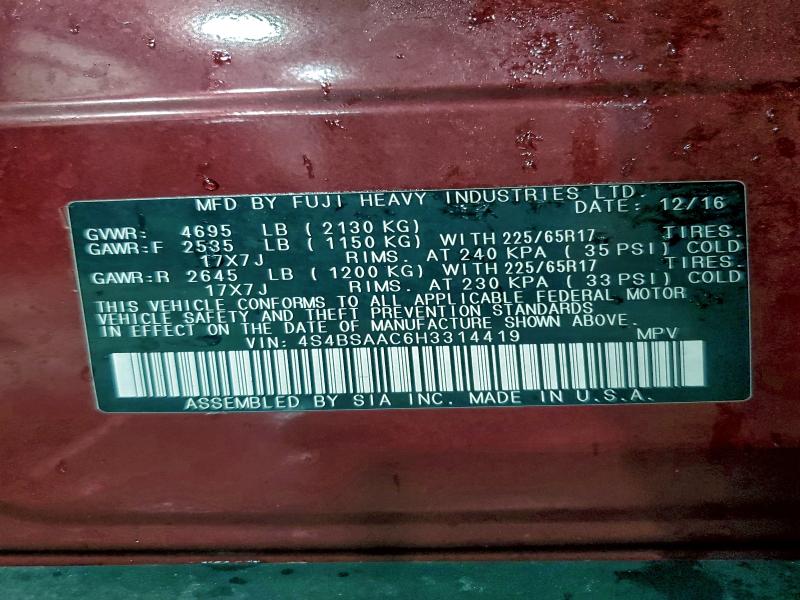 MFD BY FUJI HEAVY INDUSTRIES LTD.
DATE: 12/16
GVWR: 4695 LB ( 2130 KG)
GAWR:F 2535 LB ( 1150 KG) WITH 225/65R17 TIRES.
17X7J RIMS. AT 240 KPA ( 35 PSI) COLD
GAWR:R 2645 LB ( 1200 KG) WITH 225/65R17 TIRES.
17X7J RIMS. AT 230 KPA ( 33 PSI) COLD
THIS VEHICLE CONFORMS TO ALL APPLICABLE FEDERAL MOTOR
VEHICLE SAFETY AND THEFT PREVENTION STANDARDS
IN EFFECT ON THE DATE OF MANUFACTURE SHOWN ABOVE.
VIN: 4S4BSAAC6H3314419 MPV
ASSEMBLED BY SIA INC. MADE IN U.S.A.